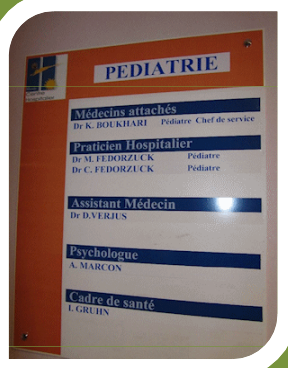 PEDIATRIE
Médecins attachés
Dr K. BOUKHARI Pédiatre Chef de service
Praticien Hospitalier
Dr M. FEDORZUCK Pédiatre
Dr C. FEDORZUCK Pédiatre
Assistant Médecin
Dr D.VERJUS
Psychologue
A. MARCON
Cadre de santé
I. GRUHN